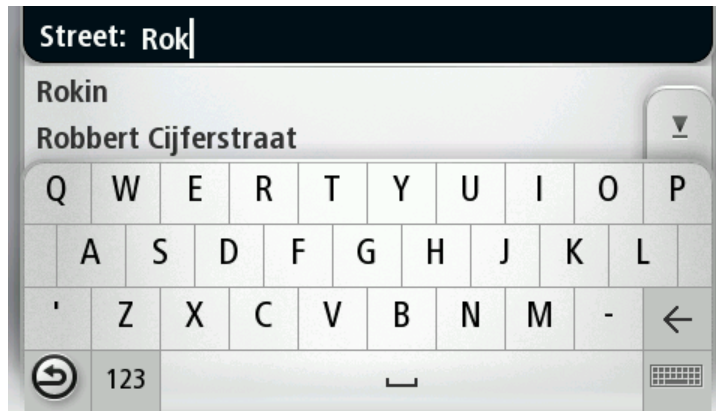 Street: Rok
Rokin
Robbert Cijferstraat
Q W E R T Y U I O P
A S D F G H J K L
' Z X C V B N M -
123